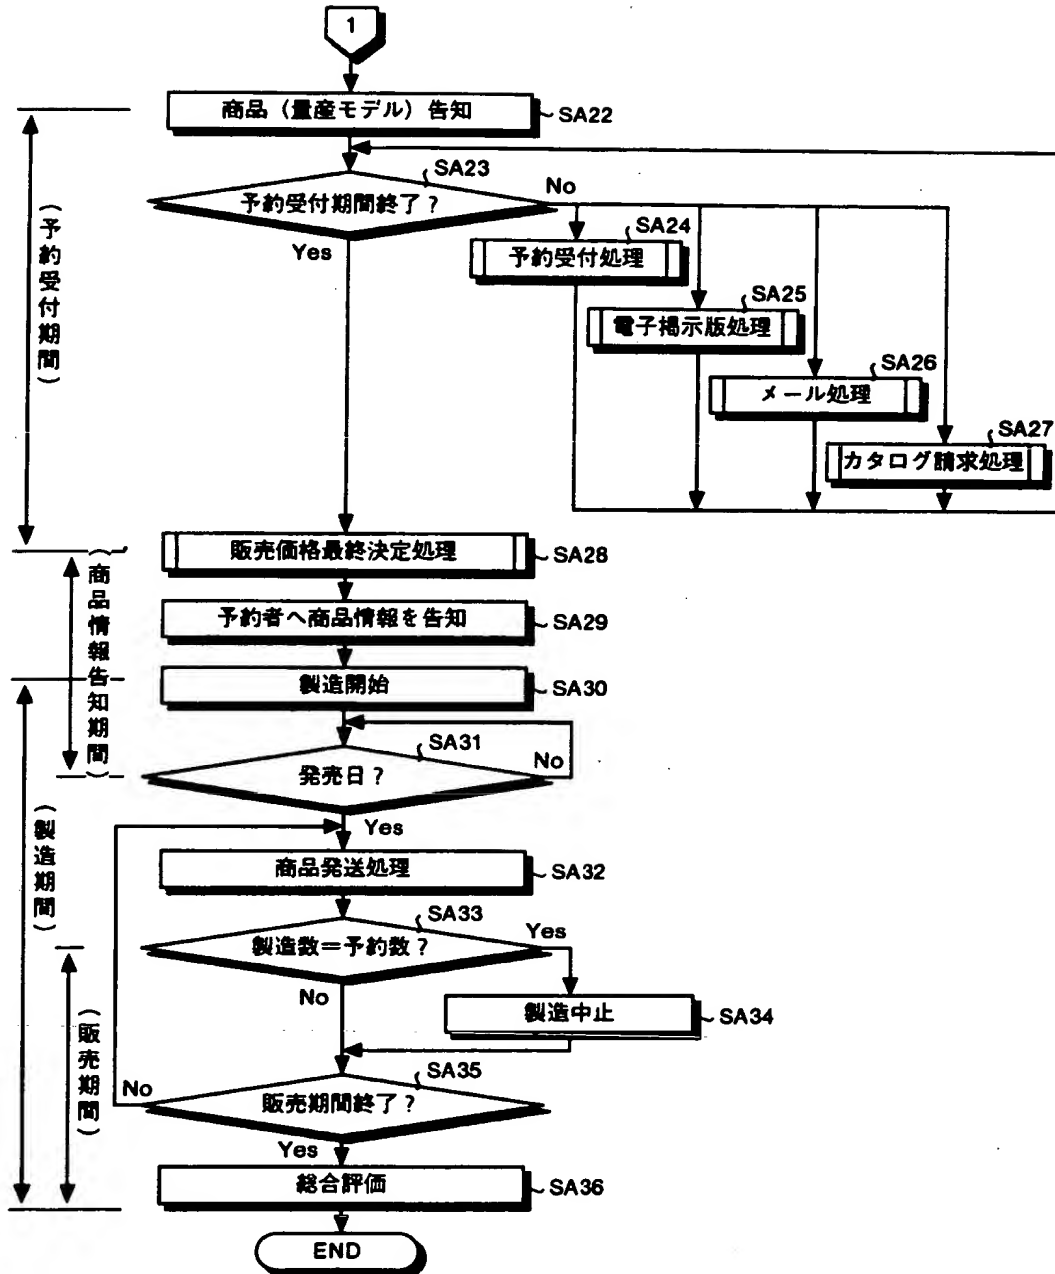 1
商品（量産モデル）告知
SA22
SA23
予約受付期間終了？
No
Yes
（予約受付期間）
SA24
予約受付処理
SA25
電子掲示版処理
SA26
メール処理
SA27
カタログ請求処理
販売価格最終決定処理
SA28
（商品情報告知期間）
予約者へ商品情報を告知
SA29
製造開始
SA30
SA31
発売日？
No
Yes
（製造期間）
商品発送処理
SA32
SA33
製造数＝予約数？
Yes
No
製造中止
SA34
（販売期間）
SA35
販売期間終了？
No
Yes
総合評価
SA36
END